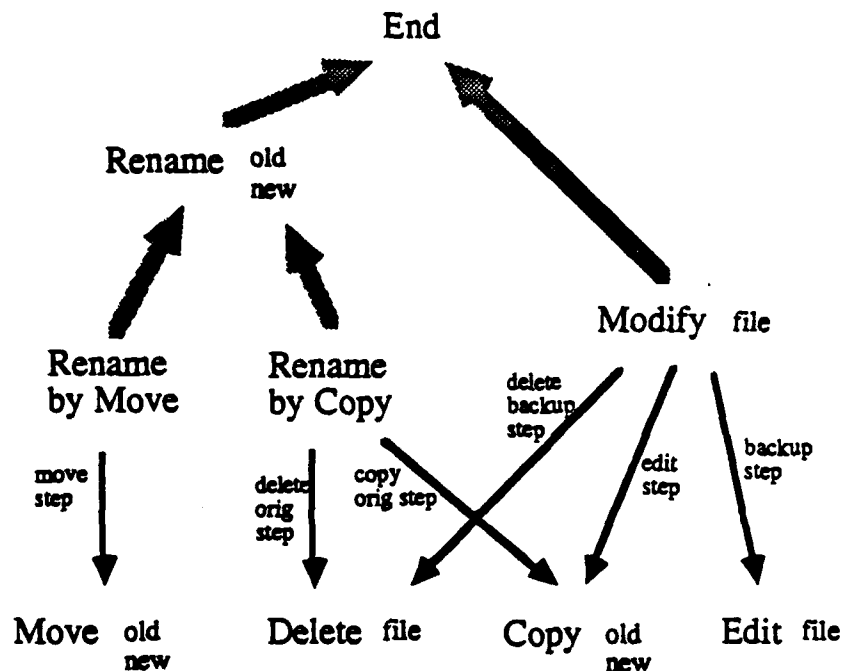 End
Rename old
new
Modify file
Rename
by Move
Rename
by Copy
delete
backup
step
move
step
delete
orig
step
copy
orig step
edit
step
backup
step
Move old
new
Delete file
Copy old
new
Edit file